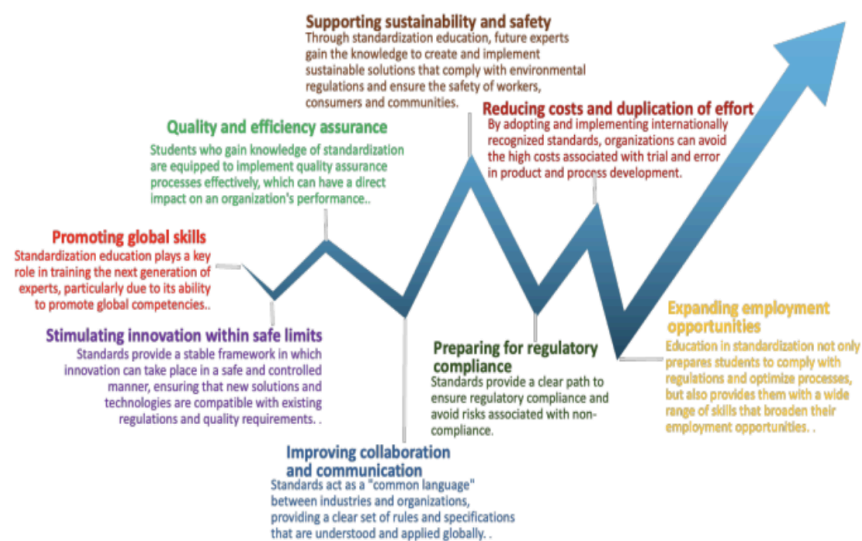 Supporting sustainability and safety
Through standardization education, future experts
gain the knowledge to create and implement
sustainable solutions that comply with environmental
regulations and ensure the safety of workers,
consumers and communities.
Reducing costs and duplication of effort
By adopting and implementing internationally
recognized standards, organizations can avoid
the high costs associated with trial and error
in product and process development.
Quality and efficiency assurance
Students who gain knowledge of standardization
are equipped to implement quality assurance
processes effectively, which can have a direct
impact on an organization's performance..
Promoting global skills
Standardization education plays a key
role in training the next generation of
experts, particularly due to its ability
to promote global competencies..
Stimulating innovation within safe limits
Standards provide a stable framework in which
innovation can take place in a safe and controlled
manner, ensuring that new solutions and
technologies are compatible with existing
regulations and quality requirements. .
Preparing for regulatory
compliance
Standards provide a clear path to
ensure regulatory compliance and
avoid risks associated with non-
compliance.
Expanding employment
opportunities
Education in standardization not only
prepares students to comply with
regulations and optimize processes,
but also provides them with a wide
range of skills that broaden their
employment opportunities. .
Improving collaboration
and communication
Standards act as a "common language"
between industries and organizations,
providing a clear set of rules and specifications
that are understood and applied globally. .